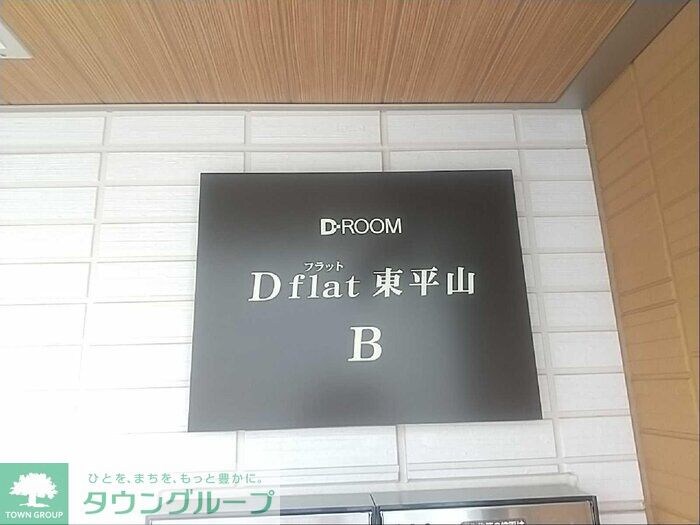 D-ROOM
フラット
D flat 東平山
B
ひとを、まちを、もっと豊かに。
タウングループ
TOWN GROUP